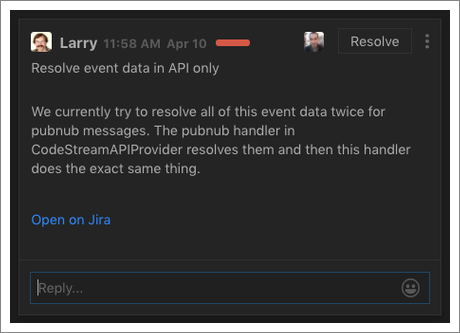 Larry 11:58 AM Apr 10
Resolve
Resolve event data in API only
We currently try to resolve all of this event data twice for
pubnub messages. The pubnub handler in
CodeStreamAPIProvider resolves them and then this handler
does the exact same thing.
Open on Jira
Reply...